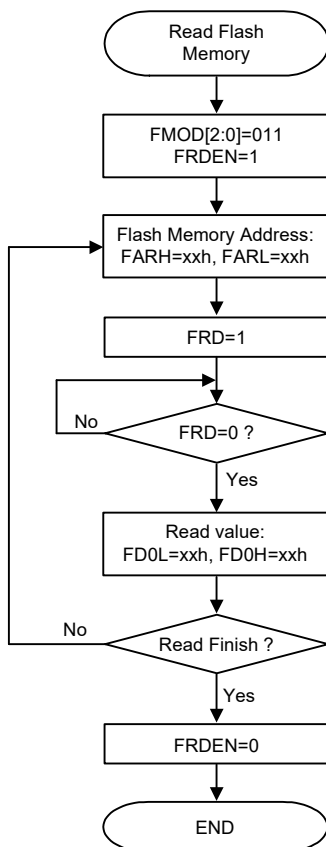 Read Flash
Memory
FMOD[2:0]=011
FRDEN=1
Flash Memory Address:
FARH=xxh, FARL=xxh
FRD=1
No
FRD=0 ?
Yes
Read value:
FD0L=xxh, FD0H=xxh
No
Read Finish ?
Yes
FRDEN=0
END